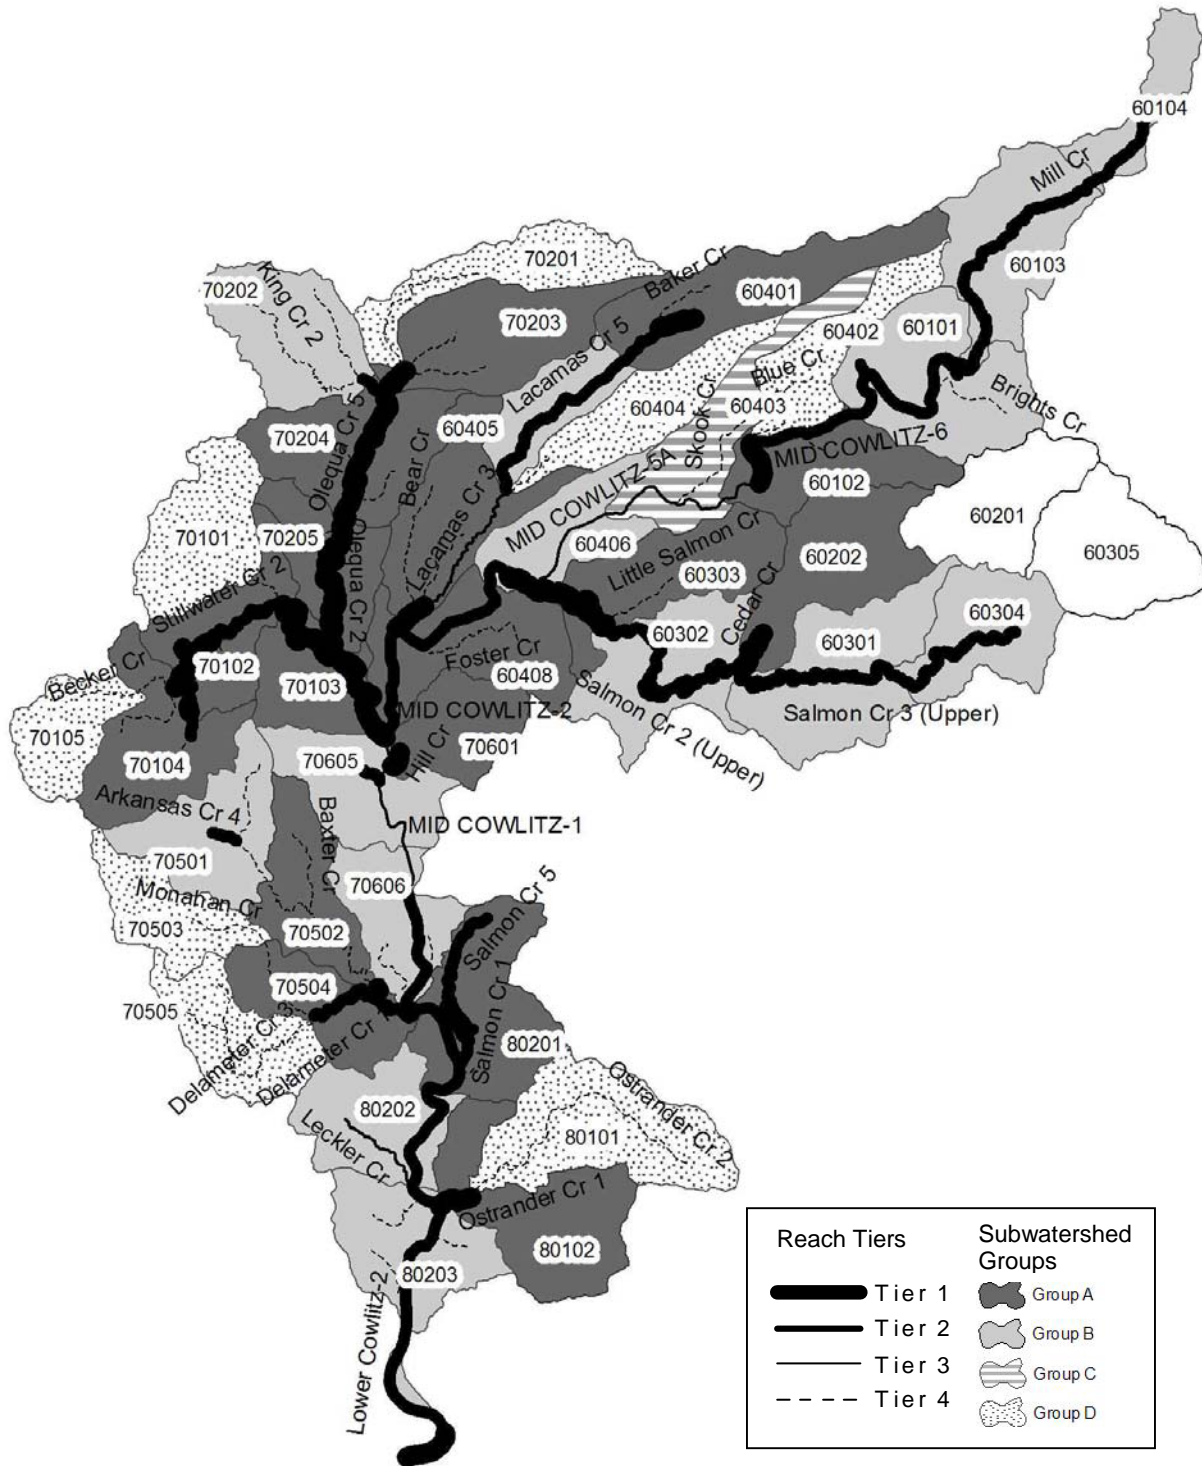 60104
Mill Cr
60103
70201
King Cr 2
70202
Baker Cr
60401
70203
60402
60101
Lacamas Cr 5
Blue Cr
Brights Cr
60404
60403
Skook Cr
Olequa Cr 5
70204
60405
Bear Cr
MID COWLITZ-6
MID COWLITZ-5A
60102
Lacamas Cr 3
60201
70101
70205
60406
60305
Little Salmon Cr
60202
Stillwater Cr 2
Olequa Cr 2
60303
Cedar Cr
60304
60302
60301
Becker Cr
70102
Foster Cr
60408
70103
Salmon Cr 2 (Upper)
Salmon Cr 3 (Upper)
MID COWLITZ-2
70105
70104
70605
Hill Cr
70601
Arkansas Cr 4
Baxter Cr
MID COWLITZ-1
70501
70606
Monahan Cr
Salmon Cr 5
70503
70502
70504
70505
Delameter Cr 3
Delameter Cr 1
Salmon Cr 1
80201
80202
Ostrander Cr 2
80101
Leckler Cr
Ostrander Cr 1
80102
80203
Lower Cowlitz-2
Reach Tiers
Tier 1
Tier 2
Tier 3
Tier 4
Subwatershed
Groups
Group A
Group B
Group C
Group D